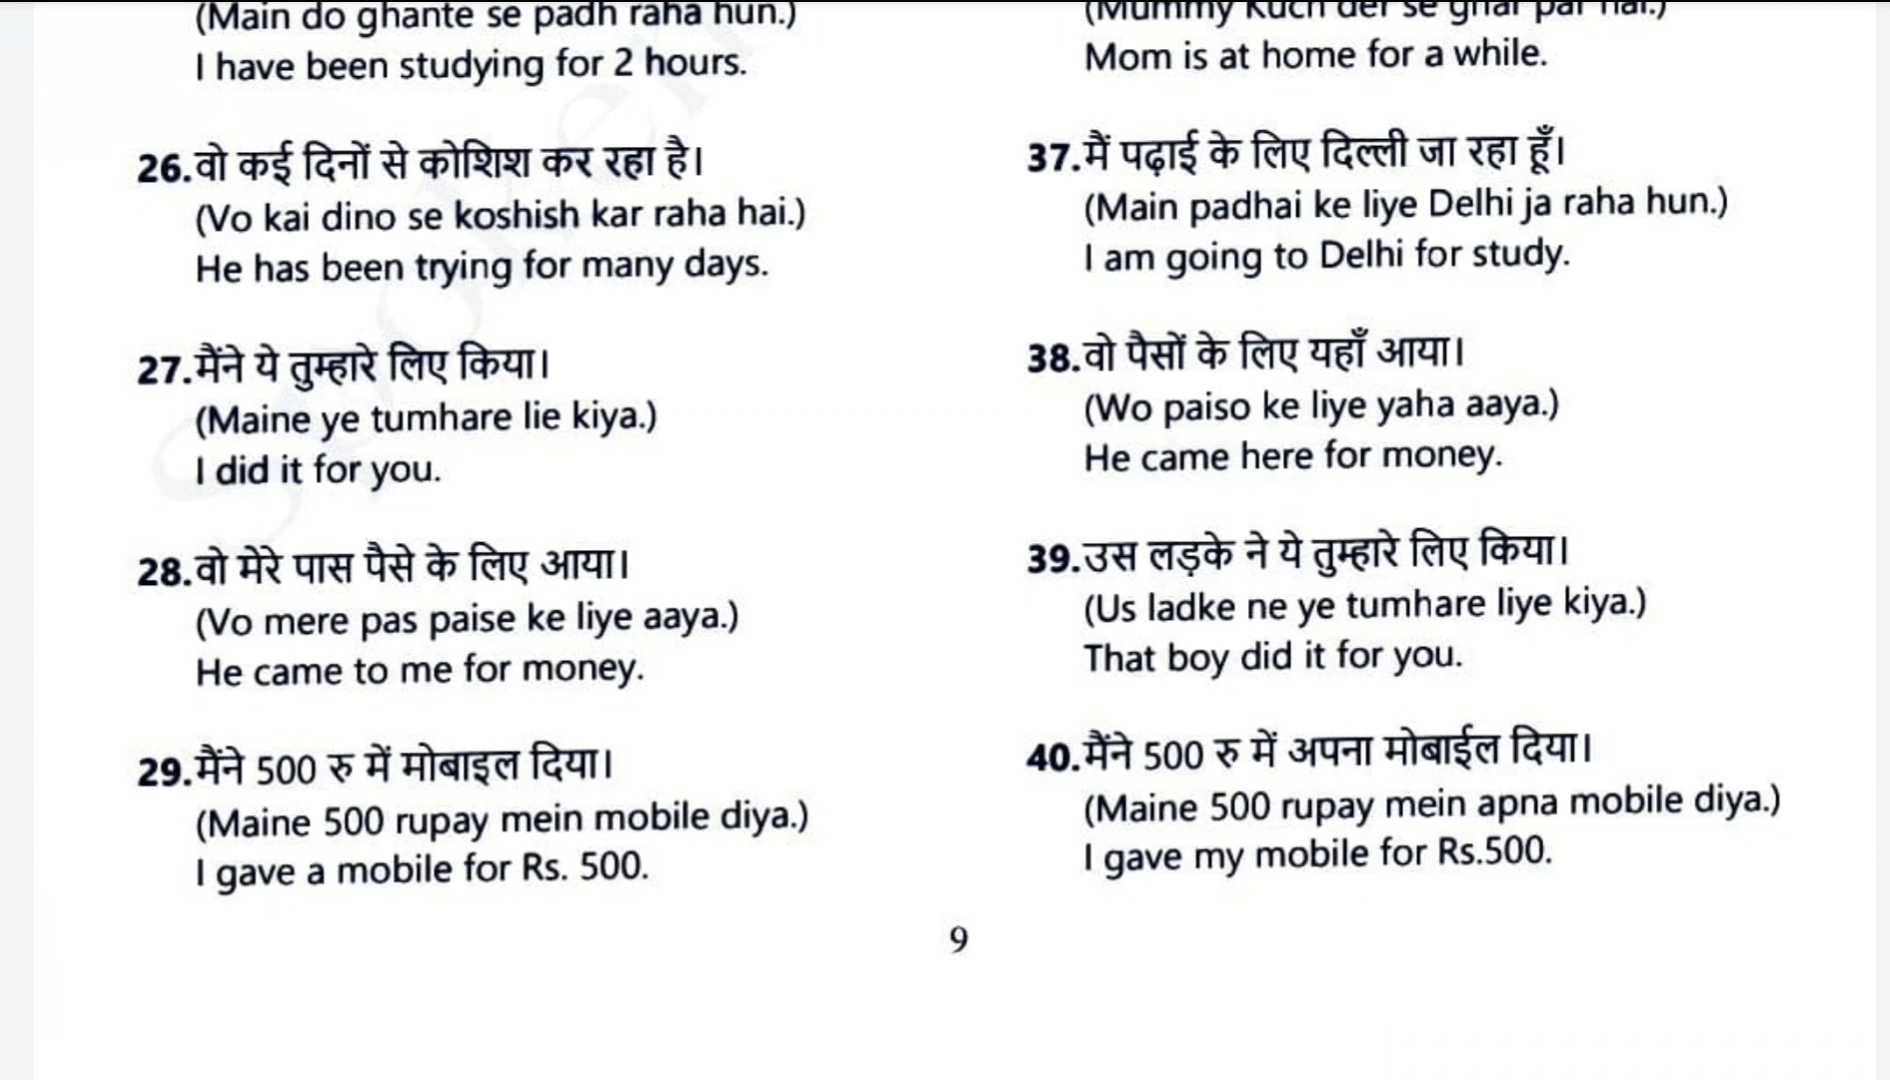 (Main do ghante se padh raha hun.)
I have been studying for 2 hours.
26.वो कई दिनों से कोशिश कर रहा है।
(Vo kai dino se koshish kar raha hai.)
He has been trying for many days.
27.मैंने ये तुम्हारे लिए किया।
(Maine ye tumhare lie kiya.)
I did it for you.
28.वो मेरे पास पैसे के लिए आया।
(Vo mere pas paise ke liye aaya.)
He came to me for money.
29.मैंने 500 रु में मोबाइल दिया।
(Maine 500 rupay mein mobile diya.)
I gave a mobile for Rs. 500.
(Mummy kuch der se ghar par hai.)
Mom is at home for a while.
37.मैं पढ़ाई के लिए दिल्ली जा रहा हूँ।
(Main padhai ke liye Delhi ja raha hun.)
I am going to Delhi for study.
38.वो पैसों के लिए यहाँ आया।
(Wo paiso ke liye yaha aaya.)
He came here for money.
39.उस लड़के ने ये तुम्हारे लिए किया।
(Us ladke ne ye tumhare liye kiya.)
That boy did it for you.
40.मैंने 500 रु में अपना मोबाईल दिया।
(Maine 500 rupay mein apna mobile diya.)
I gave my mobile for Rs.500.
9